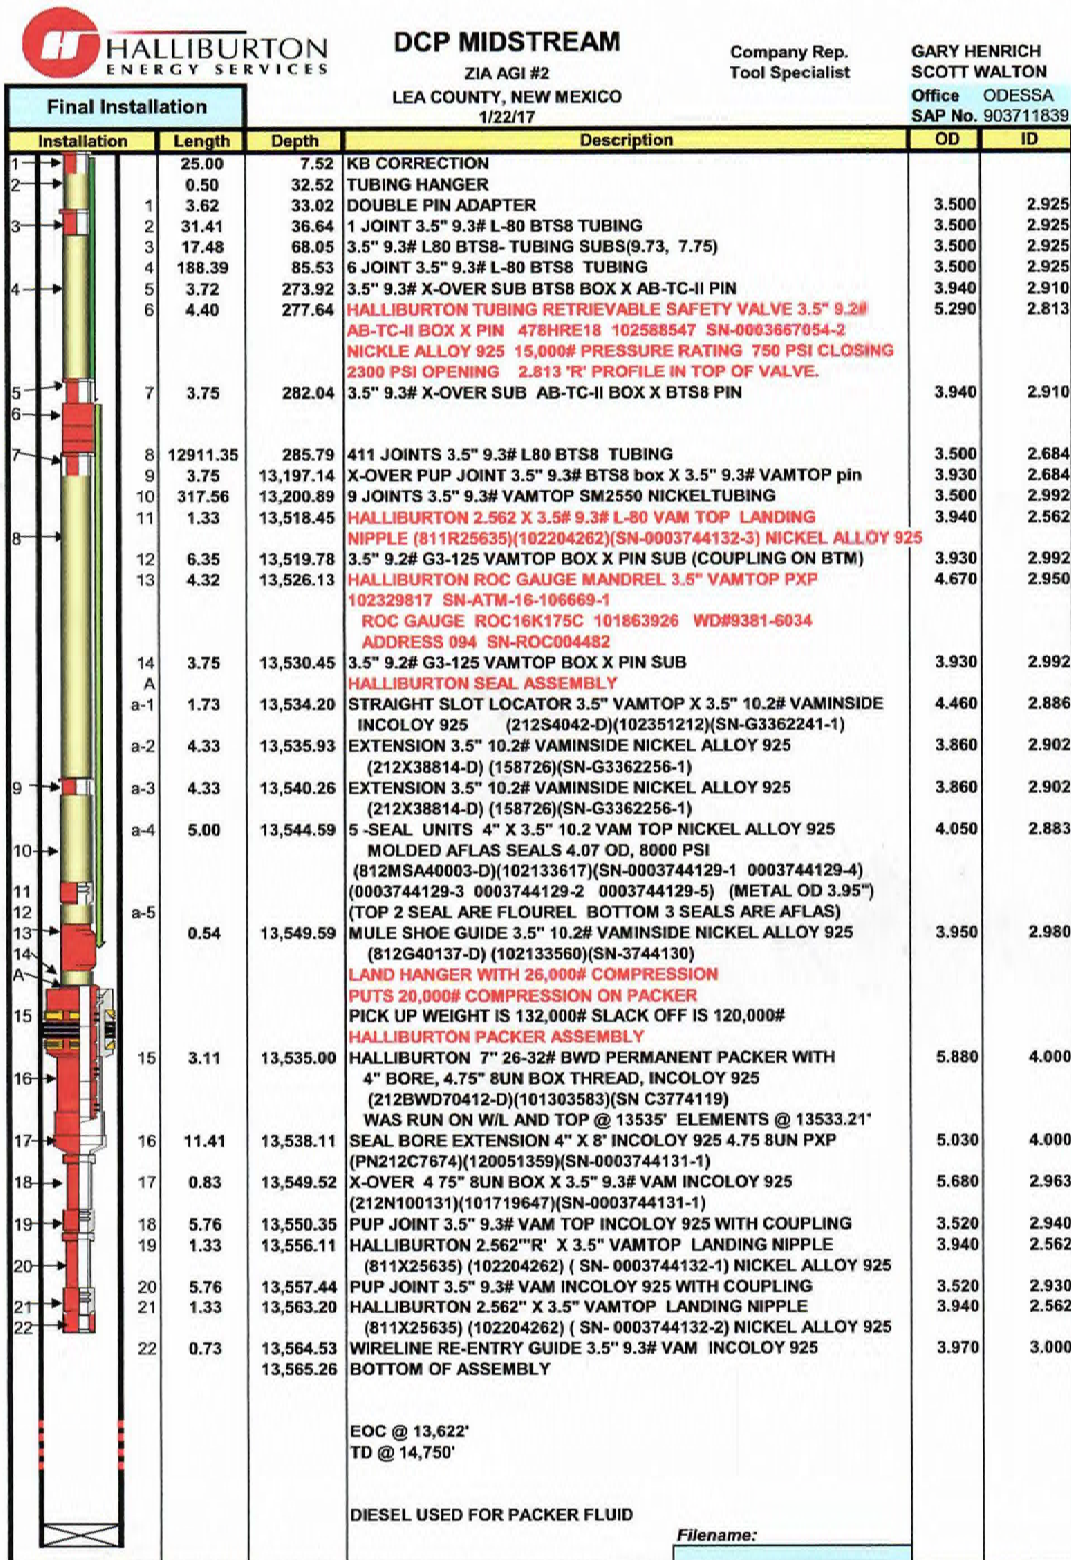 HALLIBURTON
ENERGY SERVICES
DCP MIDSTREAM
ZIA AGI #2
LEA COUNTY, NEW MEXICO
1/22/17
Company Rep. GARY HENRICH
Tool Specialist SCOTT WALTON
Office ODESSA
SAP No. 903711839
Final Installation
Installation Length Depth Description OD ID
1 25.00 7.52 KB CORRECTION
2 0.50 32.52 TUBING HANGER
1 3.62 33.02 DOUBLE PIN ADAPTER 3.500 2.925
3 2 31.41 36.64 1 JOINT 3.5" 9.3# L-80 BTS8 TUBING 3.500 2.925
3 17.48 68.05 3.5" 9.3# L80 BTS8- TUBING SUBS(9.73, 7.75) 3.500 2.925
4 188.39 85.53 6 JOINT 3.5" 9.3# L-80 BTS8 TUBING 3.500 2.925
4 5 3.72 273.92 3.5" 9.3# X-OVER SUB BTS8 BOX X AB-TC-II PIN 3.940 2.910
6 4.40 277.64 HALLIBURTON TUBING RETRIEVABLE SAFETY VALVE 3.5" 9.2# 5.290 2.813
AB-TC-II BOX X PIN 478HRE18 102588547 SN-0003667054-2
NICKLE ALLOY 925 15,000# PRESSURE RATING 750 PSI CLOSING
2300 PSI OPENING 2.813 'R' PROFILE IN TOP OF VALVE.
5 7 3.75 282.04 3.5" 9.3# X-OVER SUB AB-TC-II BOX X BTS8 PIN 3.940 2.910
6
7 8 12911.35 285.79 411 JOINTS 3.5" 9.3# L80 BTS8 TUBING 3.500 2.684
9 3.75 13,197.14 X-OVER PUP JOINT 3.5" 9.3# BTS8 box X 3.5" 9.3# VAMTOP pin 3.930 2.684
10 317.56 13,200.89 9 JOINTS 3.5" 9.3# VAMTOP SM2550 NICKELTUBING 3.500 2.992
11 1.33 13,518.45 HALLIBURTON 2.562 X 3.5# 9.3# L-80 VAM TOP LANDING 3.940 2.562
8 NIPPLE (811R25635)(102204262)(SN-0003744132-3) NICKEL ALLOY 925
12 6.35 13,519.78 3.5" 9.2# G3-125 VAMTOP BOX X PIN SUB (COUPLING ON BTM) 3.930 2.992
13 4.32 13,526.13 HALLIBURTON ROC GAUGE MANDREL 3.5" VAMTOP PXP 4.670 2.950
102329817 SN-ATM-16-106669-1
ROC GAUGE ROC16K175C 101863926 WD#9381-6034
ADDRESS 094 SN-ROC004482
14 3.75 13,530.45 3.5" 9.2# G3-125 VAMTOP BOX X PIN SUB 3.930 2.992
A HALLIBURTON SEAL ASSEMBLY
a-1 1.73 13,534.20 STRAIGHT SLOT LOCATOR 3.5" VAMTOP X 3.5" 10.2# VAMINSIDE 4.460 2.886
INCOLOY 925 (212S4042-D)(102351212)(SN-G3362241-1)
a-2 4.33 13,535.93 EXTENSION 3.5" 10.2# VAMINSIDE NICKEL ALLOY 925 3.860 2.902
(212X38814-D) (158726)(SN-G3362256-1)
9 a-3 4.33 13,540.26 EXTENSION 3.5" 10.2# VAMINSIDE NICKEL ALLOY 925 3.860 2.902
(212X38814-D) (158726)(SN-G3362256-1)
a-4 5.00 13,544.59 5 -SEAL UNITS 4" X 3.5" 10.2 VAM TOP NICKEL ALLOY 925 4.050 2.883
10 MOLDED AFLAS SEALS 4.07 OD, 8000 PSI
(812MSA40003-D)(102133617)(SN-0003744129-1 0003744129-4)
11 (0003744129-3 0003744129-2 0003744129-5) (METAL OD 3.95")
12 a-5 (TOP 2 SEAL ARE FLOUREL BOTTOM 3 SEALS ARE AFLAS)
13 0.54 13,549.59 MULE SHOE GUIDE 3.5" 10.2# VAMINSIDE NICKEL ALLOY 925 3.950 2.980
14 (812G40137-D) (102133560)(SN-3744130)
A LAND HANGER WITH 26,000# COMPRESSION
PUTS 20,000# COMPRESSION ON PACKER
15 PICK UP WEIGHT IS 132,000# SLACK OFF IS 120,000#
HALLIBURTON PACKER ASSEMBLY
15 3.11 13,535.00 HALLIBURTON 7" 26-32# BWD PERMANENT PACKER WITH 5.880 4.000
16 4" BORE, 4.75" 8UN BOX THREAD, INCOLOY 925
(212BWD70412-D)(101303583)(SN C3774119)
WAS RUN ON W/L AND TOP @ 13535' ELEMENTS @ 13533.21'
17 16 11.41 13,538.11 SEAL BORE EXTENSION 4" X 8' INCOLOY 925 4.75 8UN PXP 5.030 4.000
(PN212C7674)(120051359)(SN-0003744131-1)
18 17 0.83 13,549.52 X-OVER 4 75" 8UN BOX X 3.5" 9.3# VAM INCOLOY 925 5.680 2.963
(212N100131)(101719647)(SN-0003744131-1)
19 18 5.76 13,550.35 PUP JOINT 3.5" 9.3# VAM TOP INCOLOY 925 WITH COUPLING 3.520 2.940
19 1.33 13,556.11 HALLIBURTON 2.562"'R' X 3.5" VAMTOP LANDING NIPPLE 3.940 2.562
20 (811X25635) (102204262) ( SN- 0003744132-1) NICKEL ALLOY 925
20 5.76 13,557.44 PUP JOINT 3.5" 9.3# VAM INCOLOY 925 WITH COUPLING 3.520 2.930
21 21 1.33 13,563.20 HALLIBURTON 2.562" X 3.5" VAMTOP LANDING NIPPLE 3.940 2.562
22 (811X25635) (102204262) ( SN- 0003744132-2) NICKEL ALLOY 925
22 0.73 13,564.53 WIRELINE RE-ENTRY GUIDE 3.5" 9.3# VAM INCOLOY 925 3.970 3.000
13,565.26 BOTTOM OF ASSEMBLY
EOC @ 13,622'
TD @ 14,750'
DIESEL USED FOR PACKER FLUID
Filename: